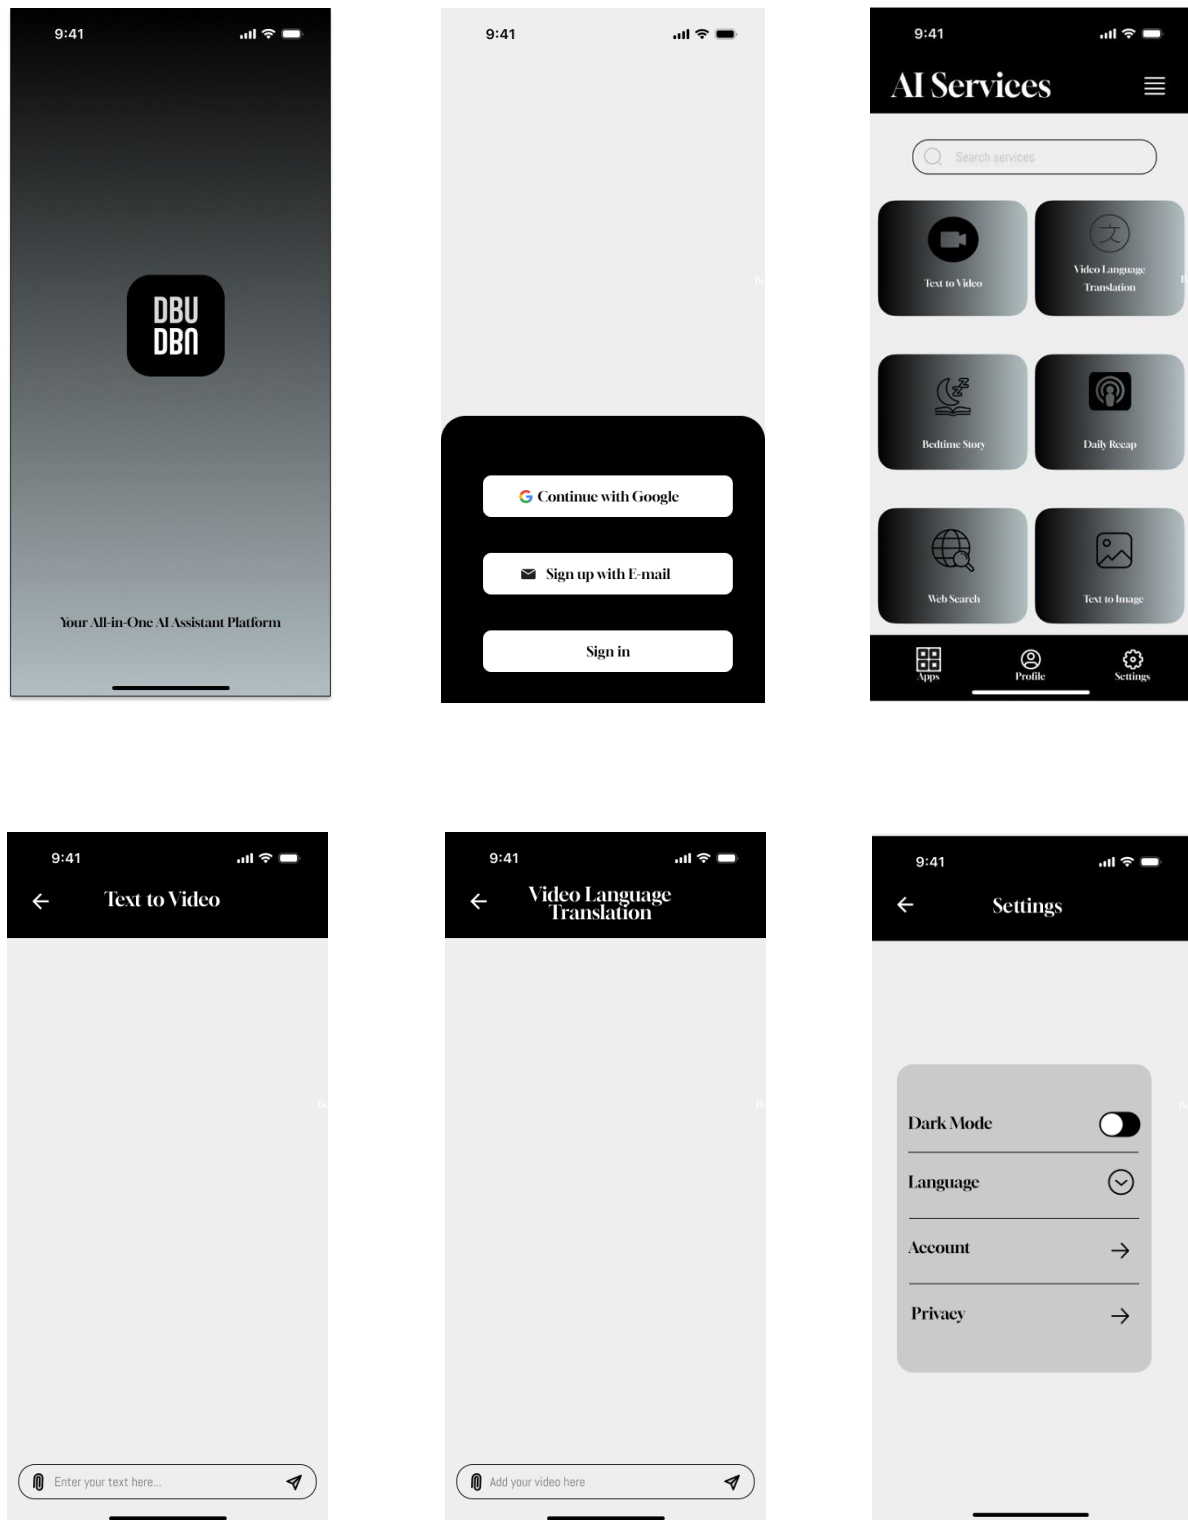 9:41
DBU
DBN
Your All-in-One AI Assistant Platform
9:41
Continue with Google
Sign up with E-mail
Sign in
9:41
AI Services
Search services
Text to Video
Video Language
Translation
Bedtime Story
Daily Recap
Web Search
Text to Image
Apps
Profile
Settings
9:41
Text to Video
Enter your text here...
9:41
Video Language
Translation
Add your video here
9:41
Settings
Dark Mode
Language
Account
Privacy